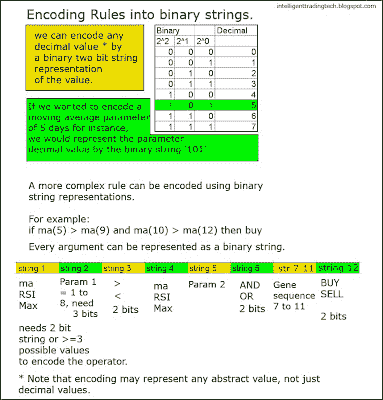 intelligenttradingtech.blogspot.com
Encoding Rules into binary strings.
we can encode any
decimal value * by
a binary two bit string
representation
of the value.
Binary Decimal
2^2 2^1 2^0
0 0 0 0
0 0 1 1
0 1 0 2
0 1 1 3
1 0 0 4
1 0 1 5
1 1 0 6
1 1 1 7
If we wanted to encode a
moving average parameter
of 5 days for instance,
we would represent the parameter
decimal value by the binary string '101'
A more complex rule can be encoded using binary
string representations.
For example:
if ma(5) > ma(9) and ma(10) > ma(12) then buy
Every argument can be represented as a binary string.
string 1 string 2 string 3 string 4 string 5 string 6 str 7-11 string 12
ma Param 1 > ma Param 2 AND Gene BUY
RSI = 1 to < RSI OR sequence SELL
Max 8, need 2 bits Max 2 bits 7 to 11
3 bits 2 bits
needs 2 bit
string or >=3
possible values
to encode the operator.
* Note that encoding may represent any abstract value, not just
decimal values.